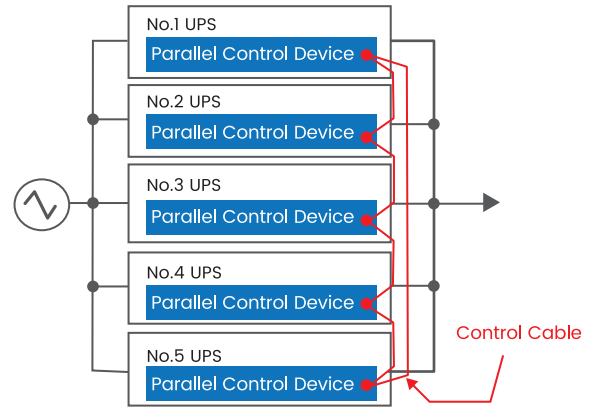 No.1 UPS
Parallel Control Device
No.2 UPS
Parallel Control Device
No.3 UPS
Parallel Control Device
No.4 UPS
Parallel Control Device
No.5 UPS
Parallel Control Device
Control Cable